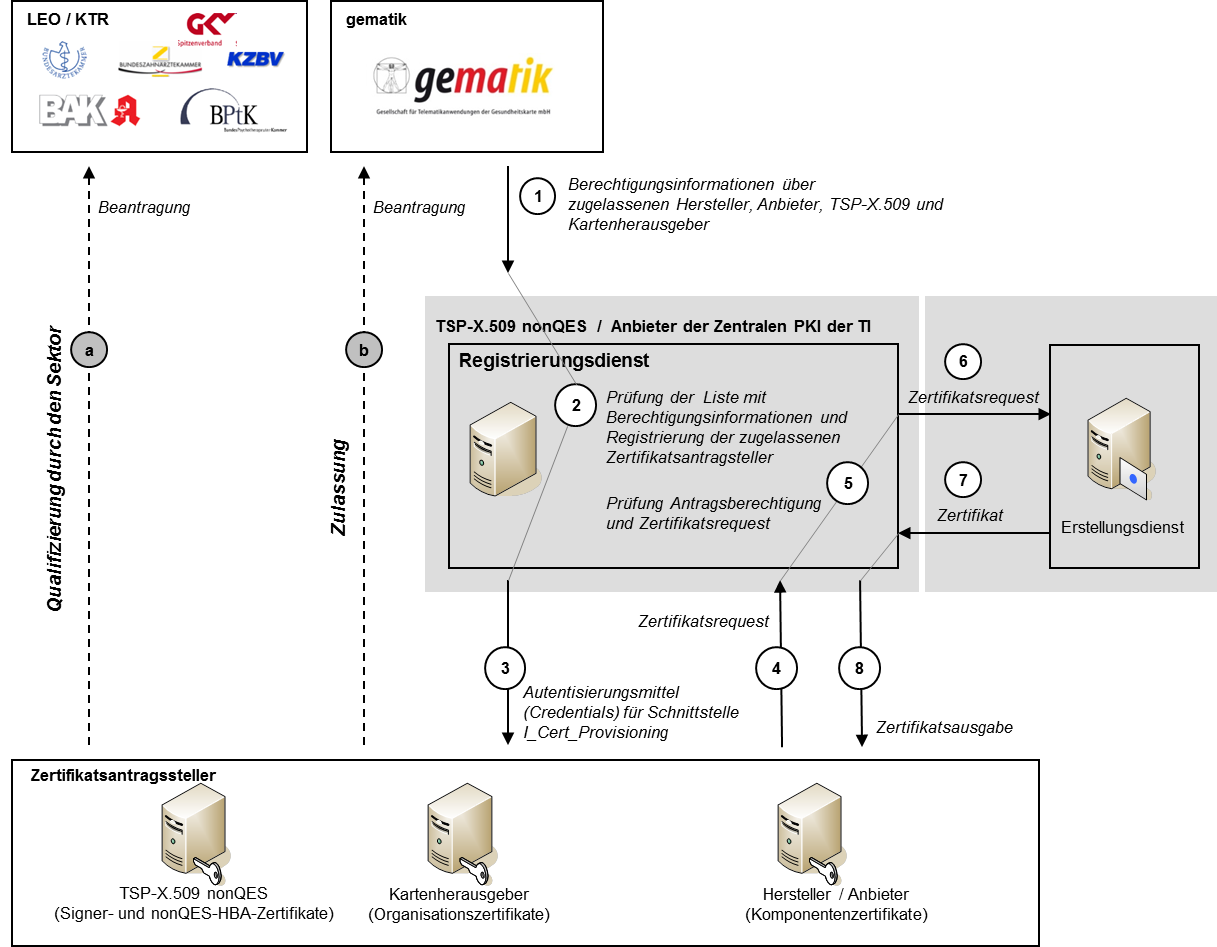 LEO / KTR
GKV
Spitzenverband
BUNDESÄRZTEKAMMER
BUNDESZAHNÄRZTEKAMMER
KZBV
BAK
BPtK
BundesPsychotherapeutenKammer
gematik
gematik
Gesellschaft für Telematikanwendungen der Gesundheitskarte mbH
Beantragung
Beantragung
1
Berechtigungsinformationen über
zugelassenen Hersteller, Anbieter, TSP-X.509 und
Kartenherausgeber
a
Qualifizierung durch den Sektor
b
Zulassung
TSP-X.509 nonQES / Anbieter der Zentralen PKI der TI
Registrierungsdienst
2
Prüfung der Liste mit
Berechtigungsinformationen und
Registrierung der zugelassenen
Zertifikatsantragsteller
5
Prüfung Antragsberechtigung
und Zertifikatsrequest
6
Zertifikatsrequest
7
Zertifikat
Erstellungsdienst
3
Autentisierungsmittel
(Credentials) für Schnittstelle
I_Cert_Provisioning
Zertifikatsrequest
4
8
Zertifikatsausgabe
Zertifikatsantragssteller
TSP-X.509 nonQES
(Signer- und nonQES-HBA-Zertifikate)
Kartenherausgeber
(Organisationszertifikate)
Hersteller / Anbieter
(Komponentenzertifikate)